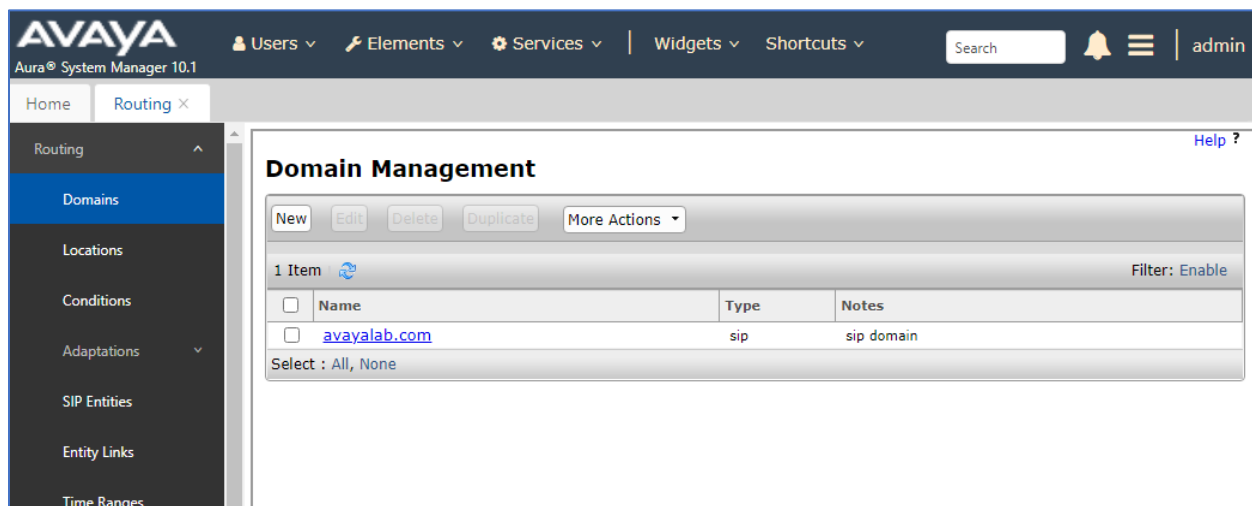 AVAYA
Aura® System Manager 10.1
Users Elements Services | Widgets Shortcuts Search | admin
Home Routing ×
Routing
Domains
Locations
Conditions
Adaptations
SIP Entities
Entity Links
Time Ranges
Help ?
Domain Management
New Edit Delete Duplicate More Actions
1 Item Filter: Enable
Name Type Notes
avayalab.com sip sip domain
Select : All, None